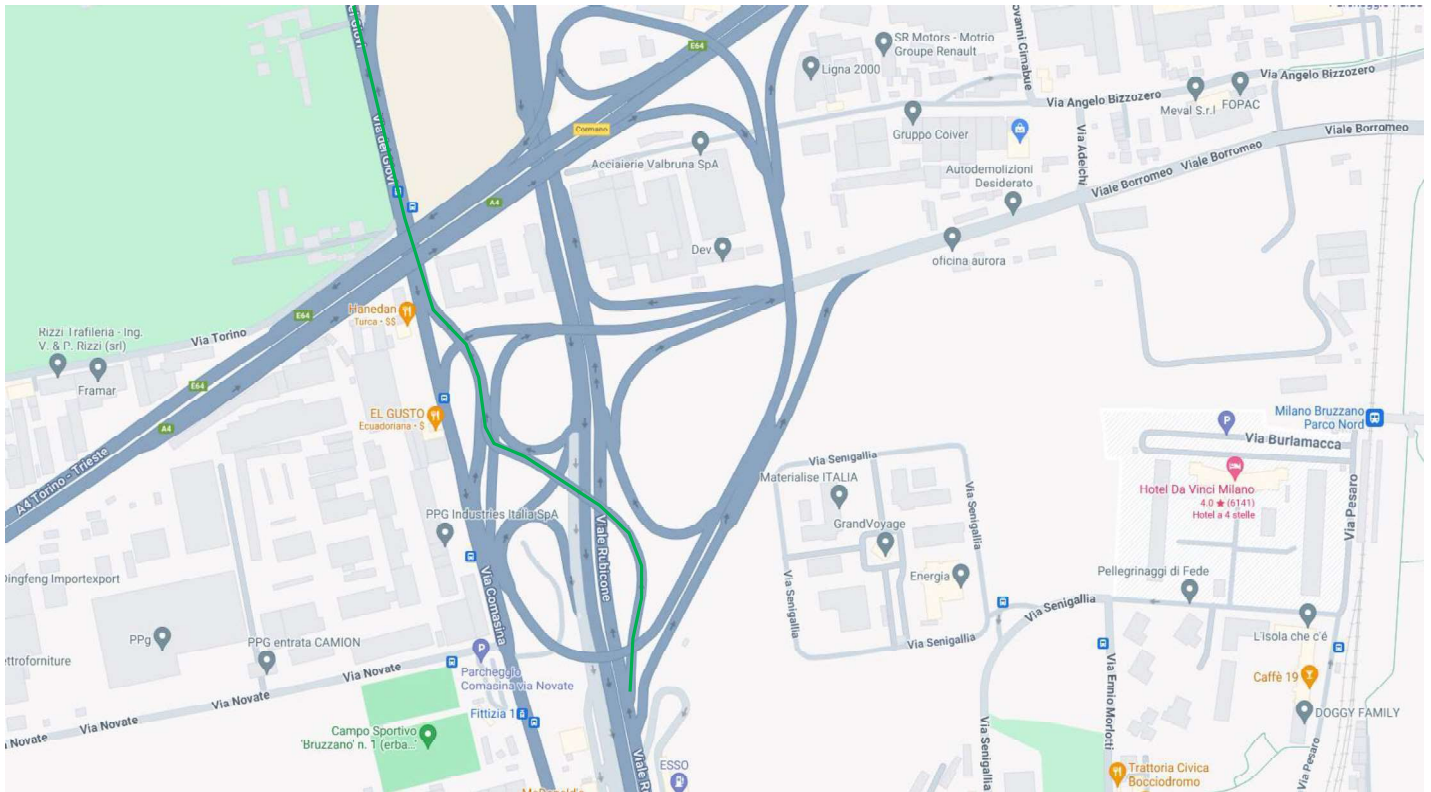 E64
SR Motors - Motrio
Groupe Renault
Ligna 2000
Via Angelo Bizzozero
Via Angelo Bizzozero
Meval S.r.l
FOPAC
Gruppo Coiver
Viale Borromeo
Viale Borromeo
Viale Borromeo
Via Adelchi
Via dei Giovi
Cormano
Acciaierie Valbruna SpA
Autodemolizioni
Desiderato
A4
Dev
oficina aurora
Hanedan
Turca · $$
E64
Via Torino
Rizzi Trafileria - Ing.
V. & P. Rizzi (srl)
Framar
E64
A4
A4 Torino - Trieste
EL GUSTO
Ecuadoriana · $
Milano Bruzzano
Parco Nord
P
Via Burlamacca
Hotel Da Vinci Milano
4.0 ★ (6141)
Hotel a 4 stelle
Via Pesaro
Via Senigallia
Materialise ITALIA
GrandVoyage
Via Senigallia
Energia
Via Senigallia
Via Senigallia
Via Senigallia
Pellegrinaggi di Fede
PPG Industries Italia SpA
Viale Rubicone
Via Comasina
Dingfeng Importexport
PPg
PPG entrata CAMION
ettroforniture
P
Parcheggio
Comasina via Novate
Via Novate
Via Novate
Via Novate
Novate
Fittizia 1
Campo Sportivo
'Bruzzano' n. 1 (erba...
ESSO
Via Senigallia
Via Ennio Morlotti
L'isola che c'é
Caffè 19
DOGGY FAMILY
Via Pesaro
Trattoria Civica
Bocciodromo